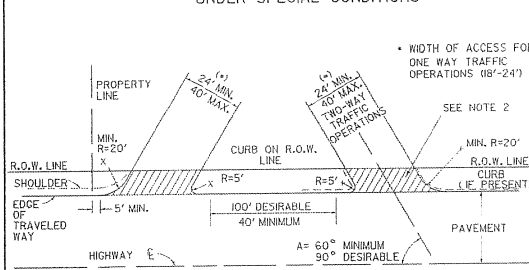 UNDER SPECIAL CONDITIONS
* WIDTH OF ACCESS FOR
ONE WAY TRAFFIC
OPERATIONS (18'-24')
PROPERTY
LINE
(*)
24' MIN.
40' MAX.
(*)
24' MIN.
40' MAX.
TWO-WAY
TRAFFIC
OPERATIONS
SEE NOTE 2
MIN.
R=20'
X
CURB ON R.O.W.
LINE
MIN. R=20'
R.O.W. LINE
R.O.W. LINE
SHOULDER
X R=5'
R=5'
CURB
(IF PRESENT
EDGE
OF
TRAVELED
WAY
5' MIN.
100' DESIRABLE
40' MINIMUM
PAVEMENT
A= 60° MINIMUM
90° DESIRABLE
HIGHWAY ℄